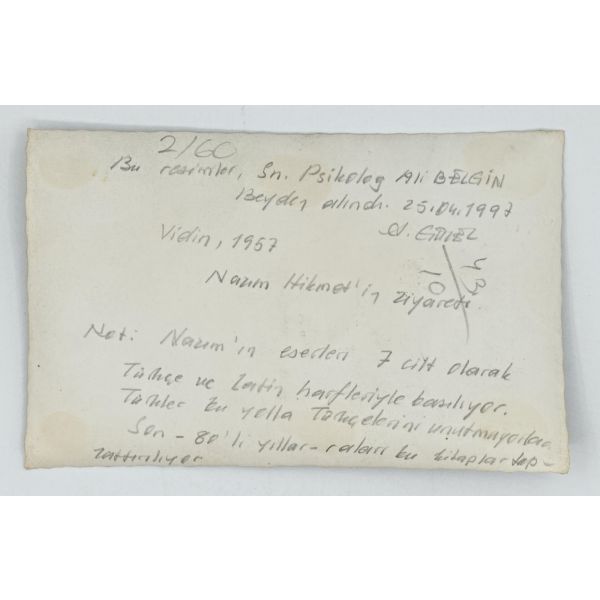 2/60
Bu resimler, Sn. Psikolog Ali BELGİN
Beyden alındı. 25.04.1997
Vidin, 1957
Nazım Hikmet'in ziyareti.
Not: Nazım'ın eserleri 7 cilt olarak
Türkçe ve Latin harfleriyle basılıyor.
Türkler bu yolla Türkçelerini unutmuyorlar
Son - 80'li yıllar - bu kitaplar top-
lattırılıyor